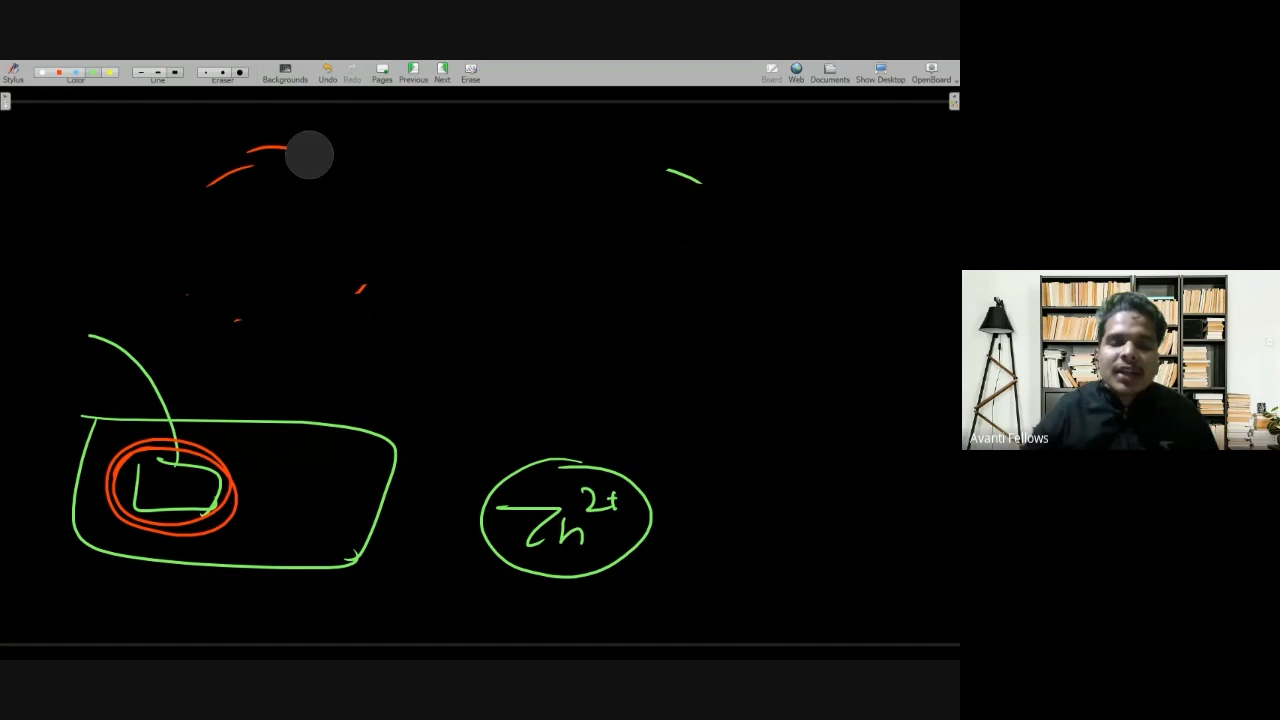 Stylus Color Line Eraser Backgrounds Undo Redo Pages Previous Next Erase Board Web Documents Show Desktop OpenBoard
Avanti Fellows
Zn2+